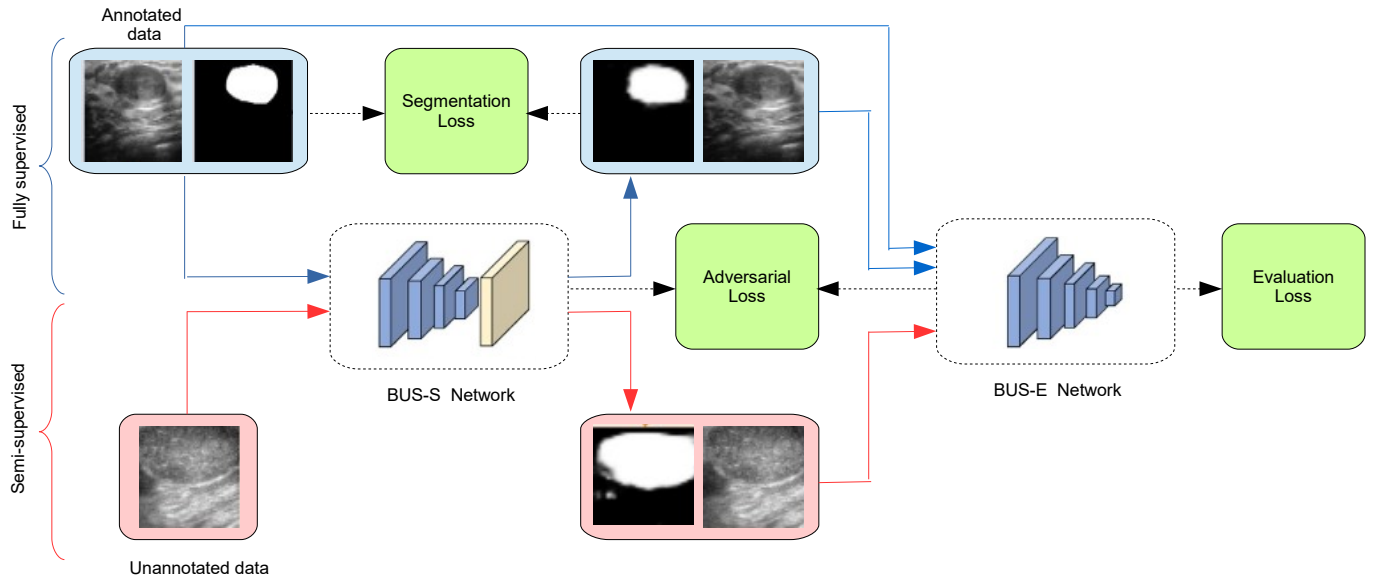 Annotated
data
Fully supervised
Segmentation
Loss
Adversarial
Loss
Evaluation
Loss
BUS-S Network
BUS-E Network
Semi-supervised
Unannotated data